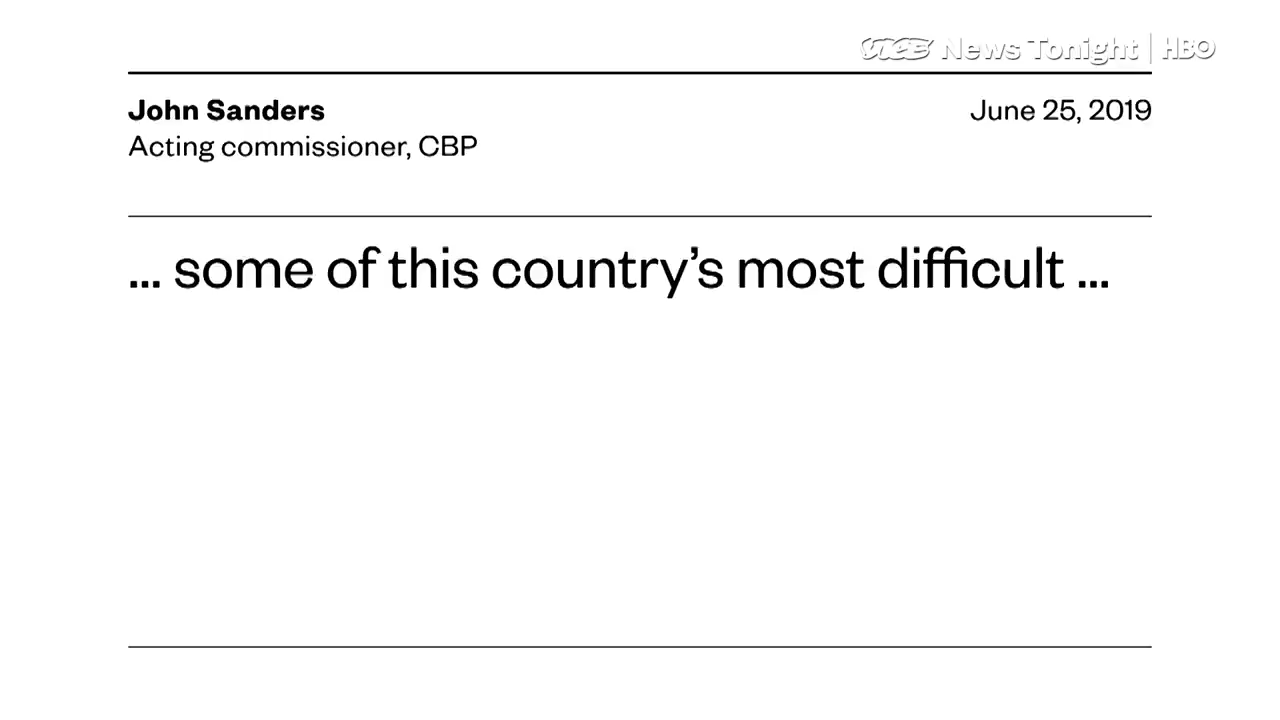 VICE News Tonight | HBO
John Sanders
June 25, 2019
Acting commissioner, CBP
... some of this country’s most difficult ...